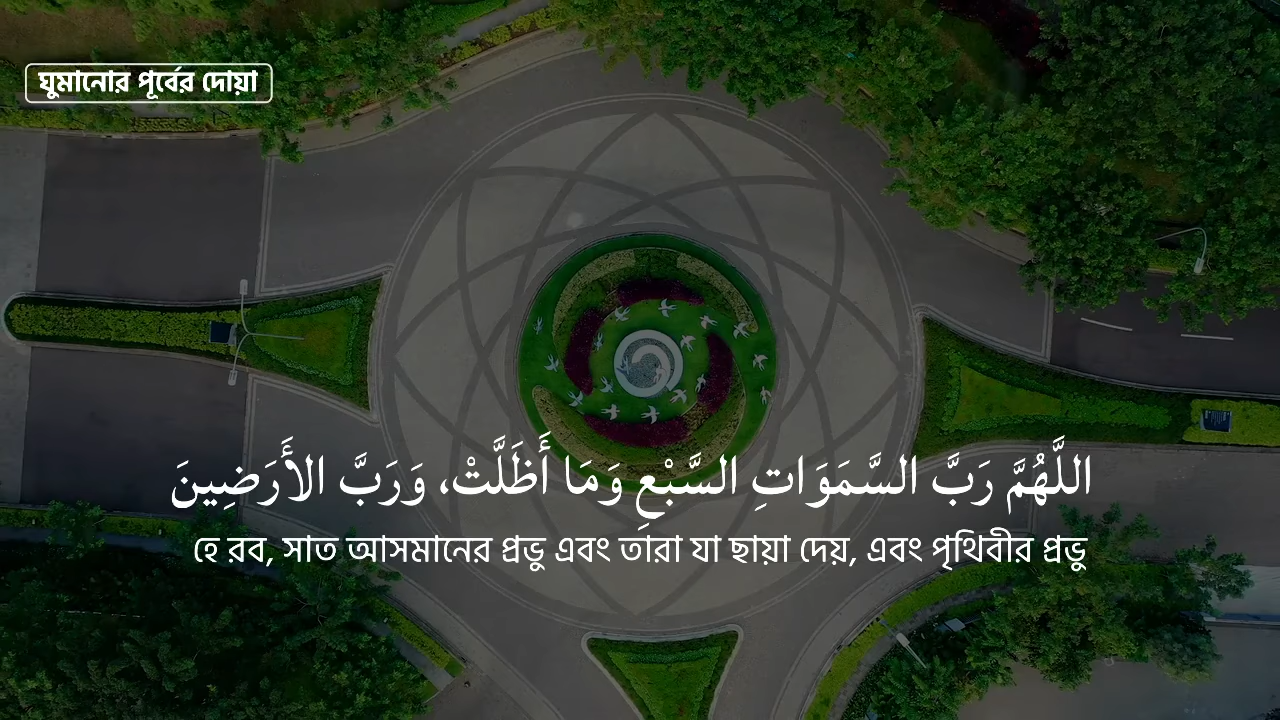 ঘুমানোর পূর্বের দোয়া
اللَّهُمَّ رَبَّ السَّمَوَاتِ السَّبْعِ وَمَا أَظَلَّتْ، وَرَبَّ الأَرَضِينَ
হে রব, সাত আসমানের প্রভু এবং তারা যা ছায়া দেয়, এবং পৃথিবীর প্রভু